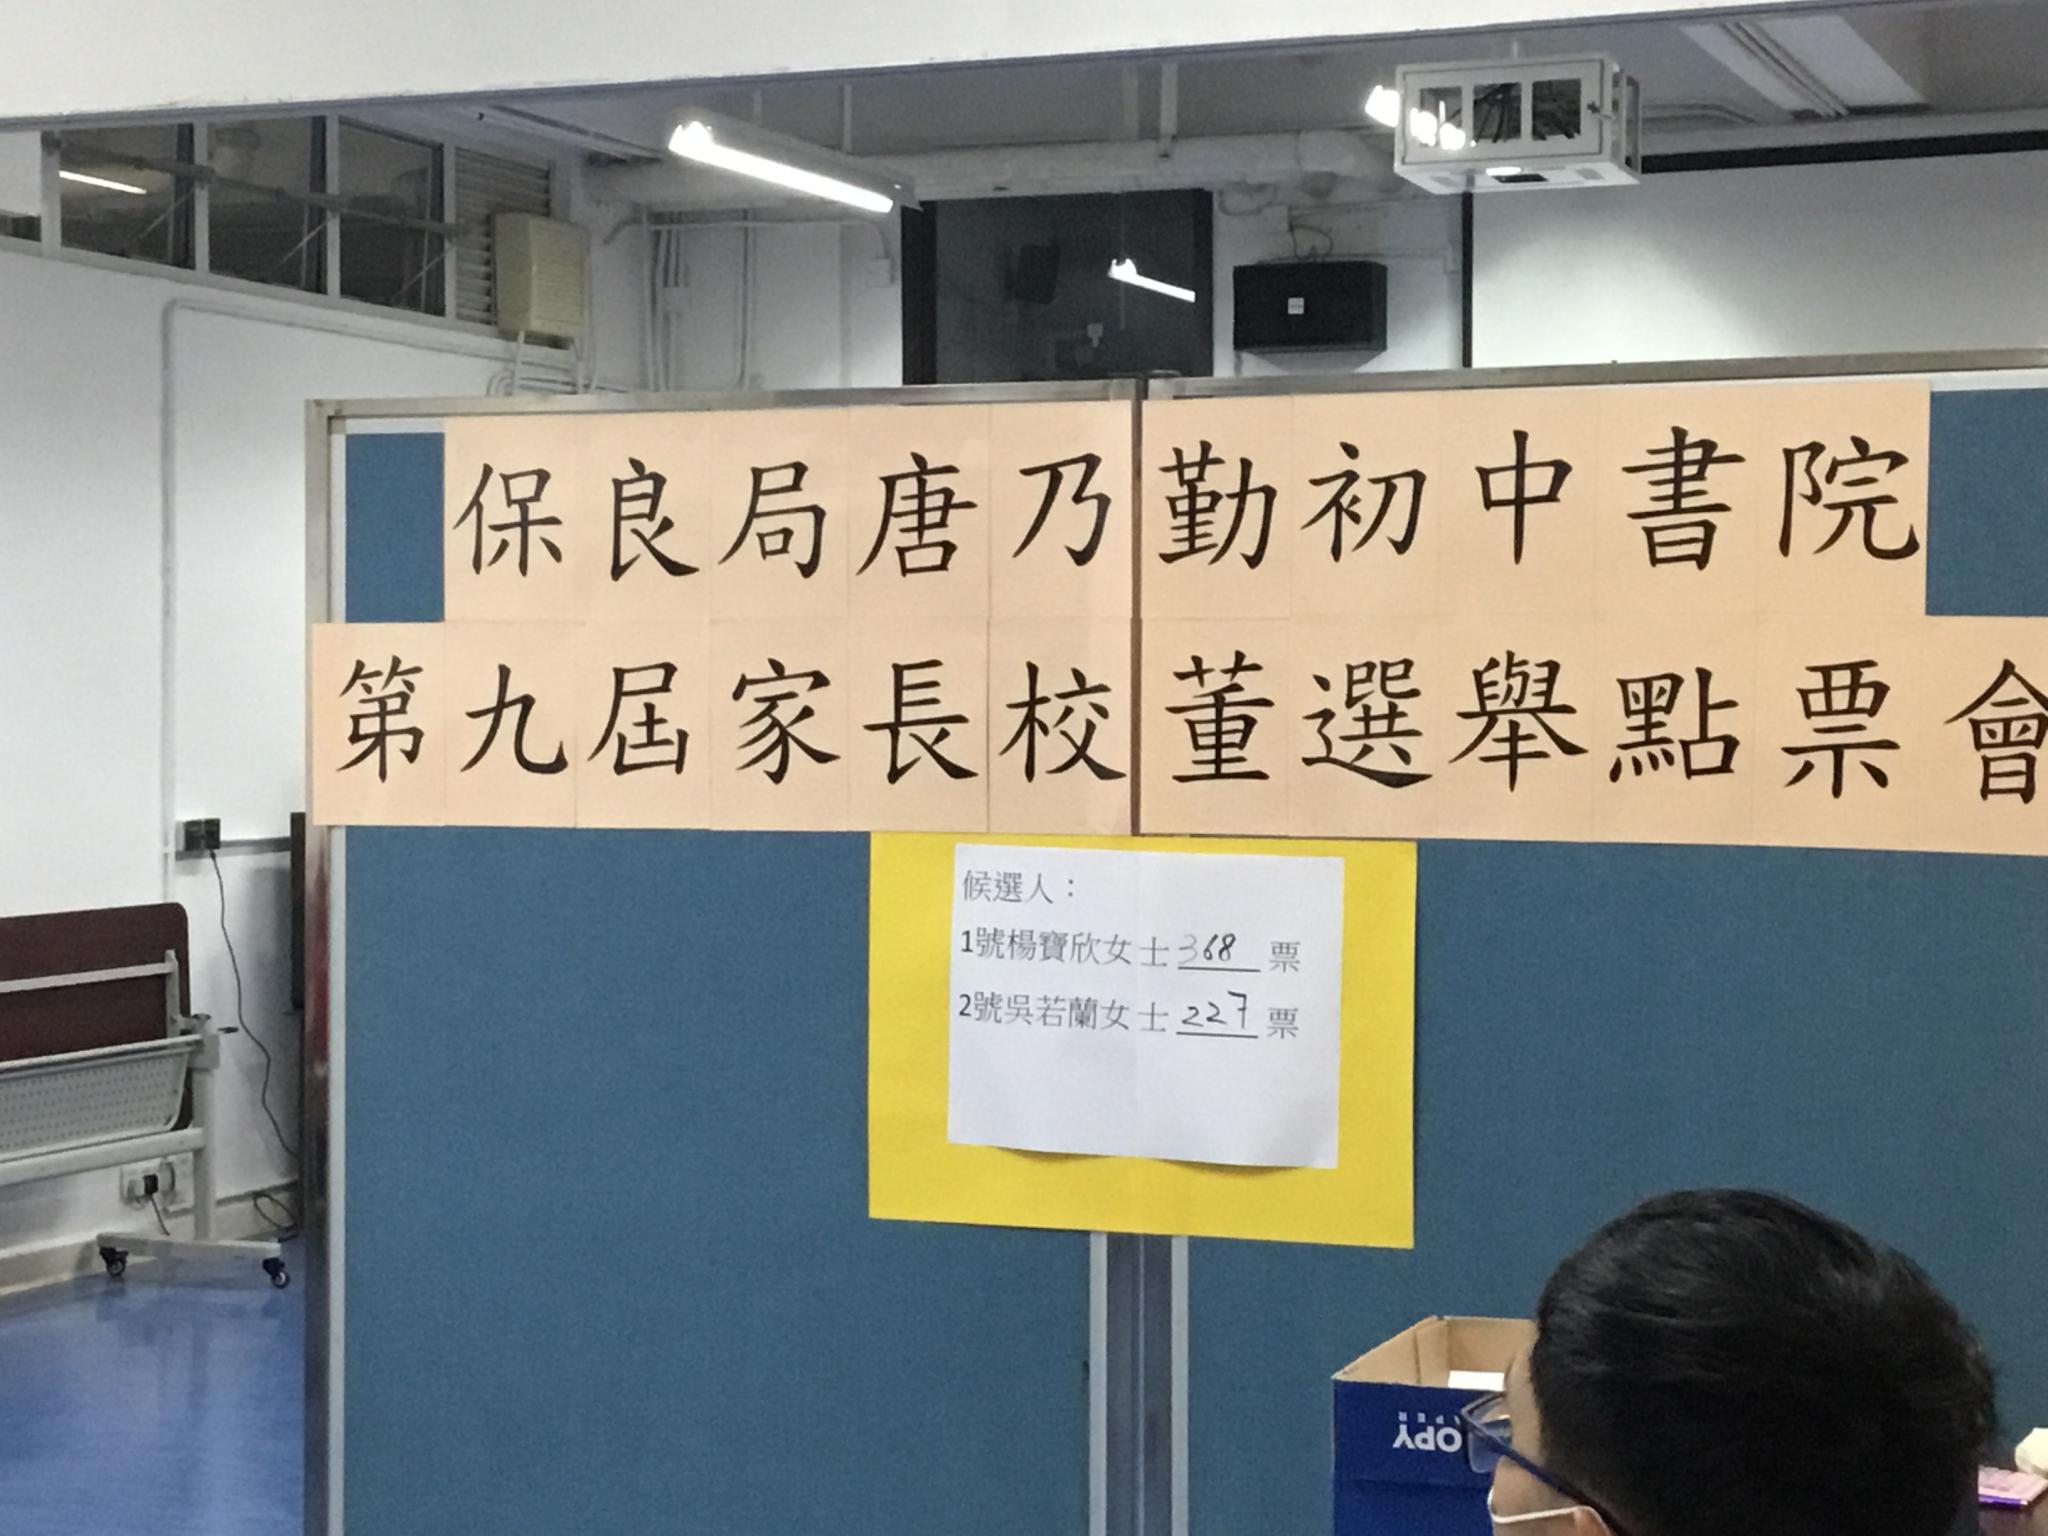 保良局唐乃勤初中書院
第九屆家長校董選舉點票會
候選人：
1號楊寶欣女士 368 票
2號吳若蘭女士 227 票
OPY